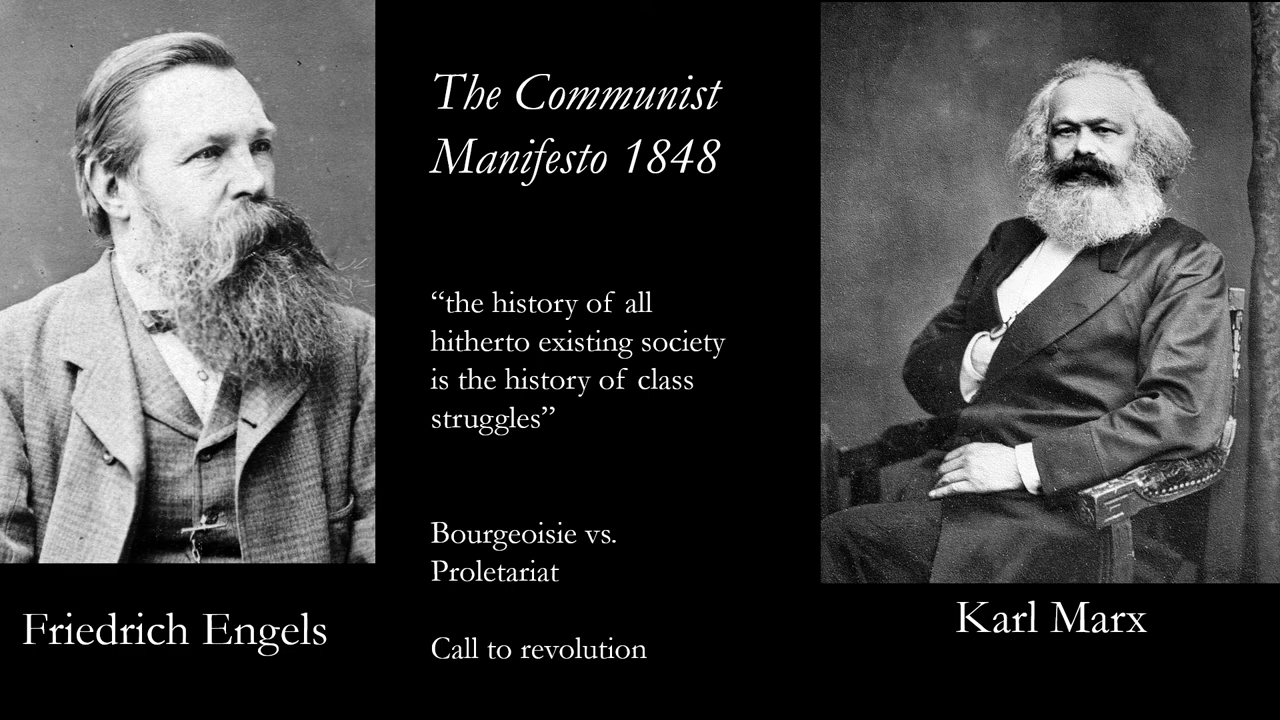 The Communist
Manifesto 1848
“the history of all
hitherto existing society
is the history of class
struggles”
Bourgeoisie vs.
Proletariat
Call to revolution
Friedrich Engels
Karl Marx